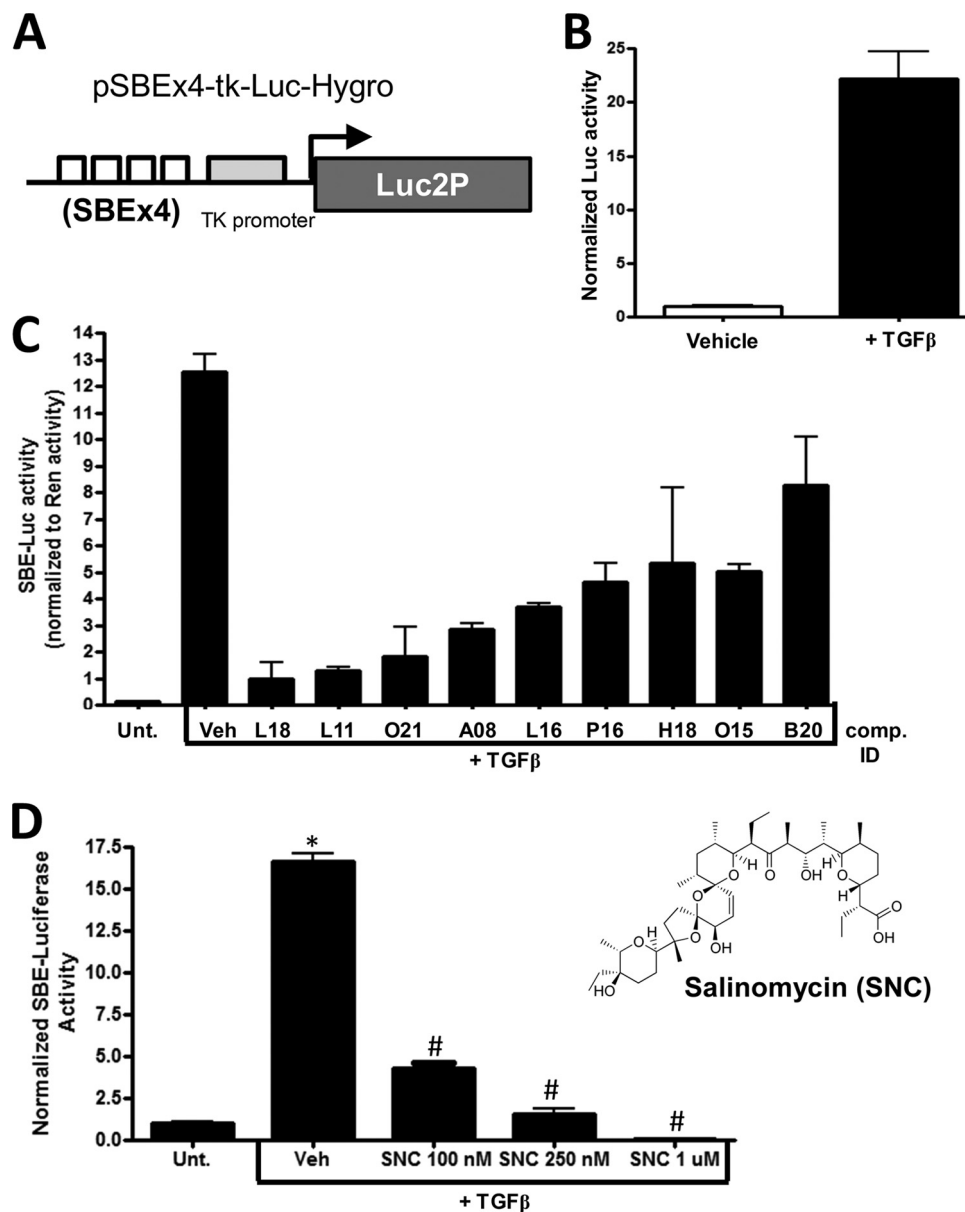 A
pSBEx4-tk-Luc-Hygro
(SBEx4)
TK promoter
Luc2P
B
Normalized Luc activity
25
20
15
10
5
0
Vehicle
+ TGFβ
C
SBE-Luc activity
(normalized to Ren activity)
14
13
12
11
10
9
8
7
6
5
4
3
2
1
0
Unt.
Veh L18 L11 O21 A08 L16 P16 H18 O15 B20
comp.
ID
+ TGFβ
D
Normalized SBE-Luciferase
Activity
17.5
15.0
12.5
10.0
7.5
5.0
2.5
0.0
*
#
#
#
Unt.
Veh SNC 100 nM SNC 250 nM SNC 1 uM
+ TGFβ
H
O
O
OH
H
O
H
O
O
OH
O
O
OH
H
O
HO
Salinomycin (SNC)